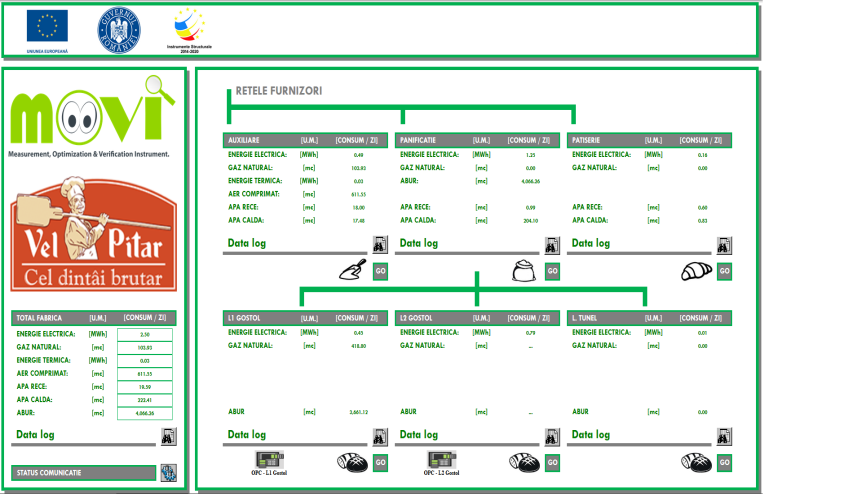 UNIUNEA EUROPEANĂ
GUVERNUL ROMÂNIEI
Instrumente Structurale
2014-2020
movi
Measurement, Optimization & Verification Instrument.
Vel Pitar
Cel dintâi brutar
TOTAL FABRICA [U.M.] [CONSUM / ZI]
ENERGIE ELECTRICA: [MWh] 2.50
GAZ NATURAL: [mc] 103.93
ENERGIE TERMICA: [MWh] 0.03
AER COMPRIMAT: [mc] 611.55
APA RECE: [mc] 19.59
APA CALDA: [mc] 222.41
ABUR: [mc] 4,066.26
Data log
STATUS COMUNICATIE
RETELE FURNIZORI
AUXILIARE [U.M.] [CONSUM / ZI]
ENERGIE ELECTRICA: [MWh] 0.49
GAZ NATURAL: [mc] 103.93
ENERGIE TERMICA: [MWh] 0.03
AER COMPRIMAT: [mc] 611.55
APA RECE: [mc] 18.00
APA CALDA: [mc] 17.48
Data log
GO
PANIFICATIE [U.M.] [CONSUM / ZI]
ENERGIE ELECTRICA: [MWh] 1.25
GAZ NATURAL: [mc] 0.00
ABUR: [mc] 4,066.26
APA RECE: [mc] 0.99
APA CALDA: [mc] 204.10
Data log
GO
PATISERIE [U.M.] [CONSUM / ZI]
ENERGIE ELECTRICA: [MWh] 0.16
GAZ NATURAL: [mc] 0.00
APA RECE: [mc] 0.60
APA CALDA: [mc] 0.83
Data log
GO
L1 GOSTOL [U.M.] [CONSUM / ZI]
ENERGIE ELECTRICA: [MWh] 0.45
GAZ NATURAL: [mc] 418.80
ABUR [mc] 3,661.12
Data log
OPC - L1 Gostol
GO
L2 GOSTOL [U.M.] [CONSUM / ZI]
ENERGIE ELECTRICA: [MWh] 0.79
GAZ NATURAL: [mc] ...
ABUR [mc] ...
Data log
OPC - L2 Gostol
GO
L. TUNEL [U.M.] [CONSUM / ZI]
ENERGIE ELECTRICA: [MWh] 0.01
GAZ NATURAL: [mc] 0.00
ABUR [mc] 0.00
Data log
GO